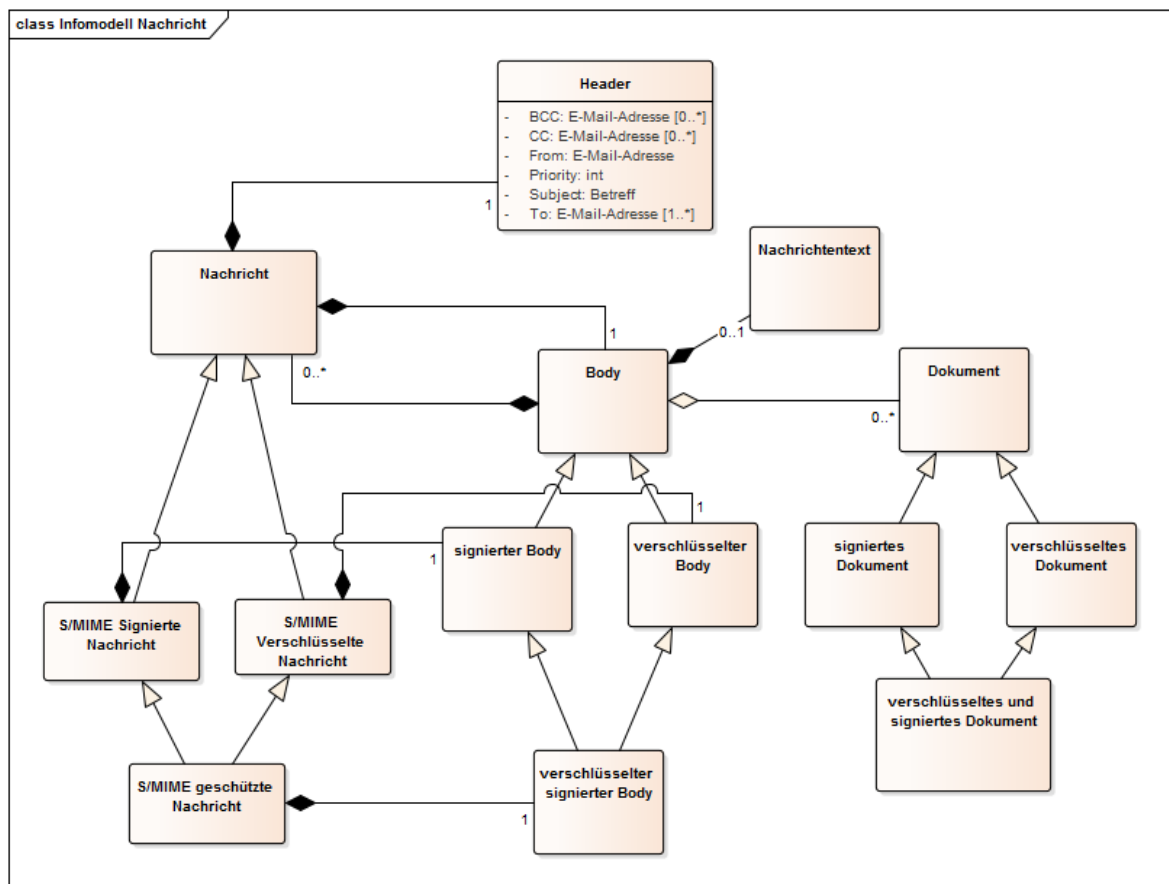 class Infomodell Nachricht
Header
- BCC: E-Mail-Adresse [0..*]
- CC: E-Mail-Adresse [0..*]
- From: E-Mail-Adresse
- Priority: int
- Subject: Betreff
- To: E-Mail-Adresse [1..*]
1
Nachricht
Nachrichtentext
0..1
1
0..*
Body
Dokument
0..*
1
1
signierter Body
verschlüsselter
Body
signiertes
Dokument
verschlüsseltes
Dokument
S/MIME Signierte
Nachricht
S/MIME
Verschlüsselte
Nachricht
verschlüsseltes und
signiertes Dokument
S/MIME geschützte
Nachricht
1
verschlüsselter
signierter Body